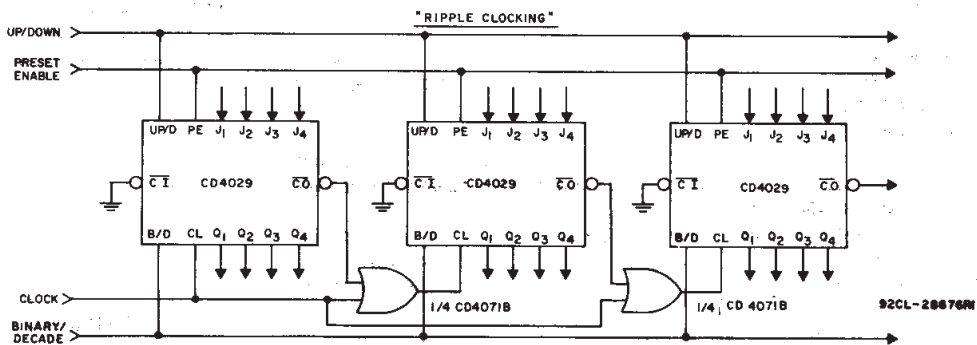 "RIPPLE CLOCKING"
UP/DOWN
PRESET
ENABLE
UP/D PE J1 J2 J3 J4
UP/D PE J1 J2 J3 J4
UP/D PE J1 J2 J3 J4
CI CD4029 CO
CI CD4029 CO
CI CD4029 CO
B/D CL Q1 Q2 Q3 Q4
B/D CL Q1 Q2 Q3 Q4
B/D CL Q1 Q2 Q3 Q4
CLOCK
1/4 CD4071B
1/4 CD 4071B
92CL-28676RI
BINARY/
DECADE